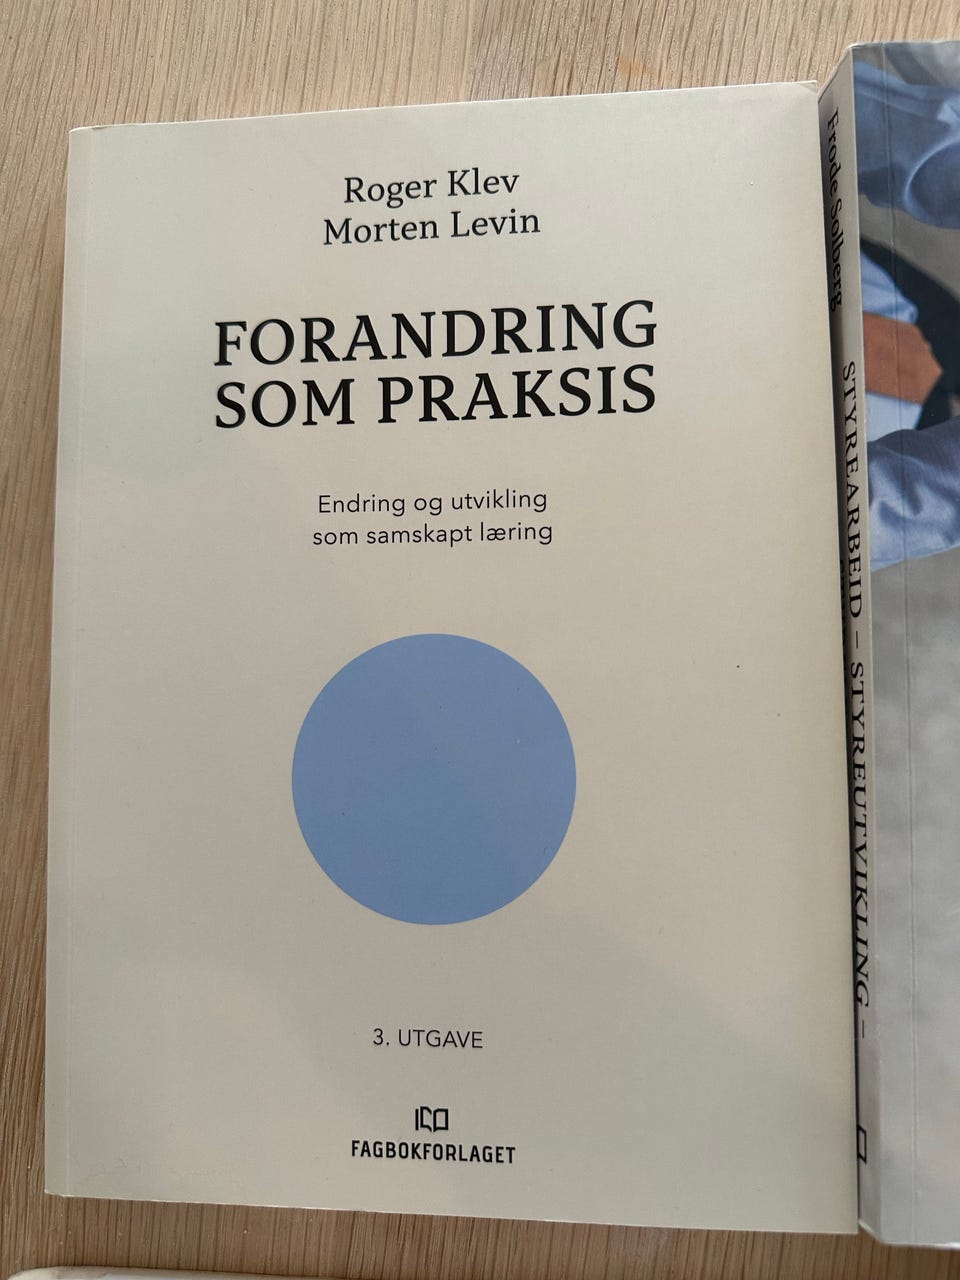 Roger Klev
Morten Levin
FORANDRING
SOM PRAKSIS
Endring og utvikling
som samskapt læring
3. UTGAVE
FAGBOKFORLAGET
Frode Solberg
STYREARBEID – STYREUTVIKLING –